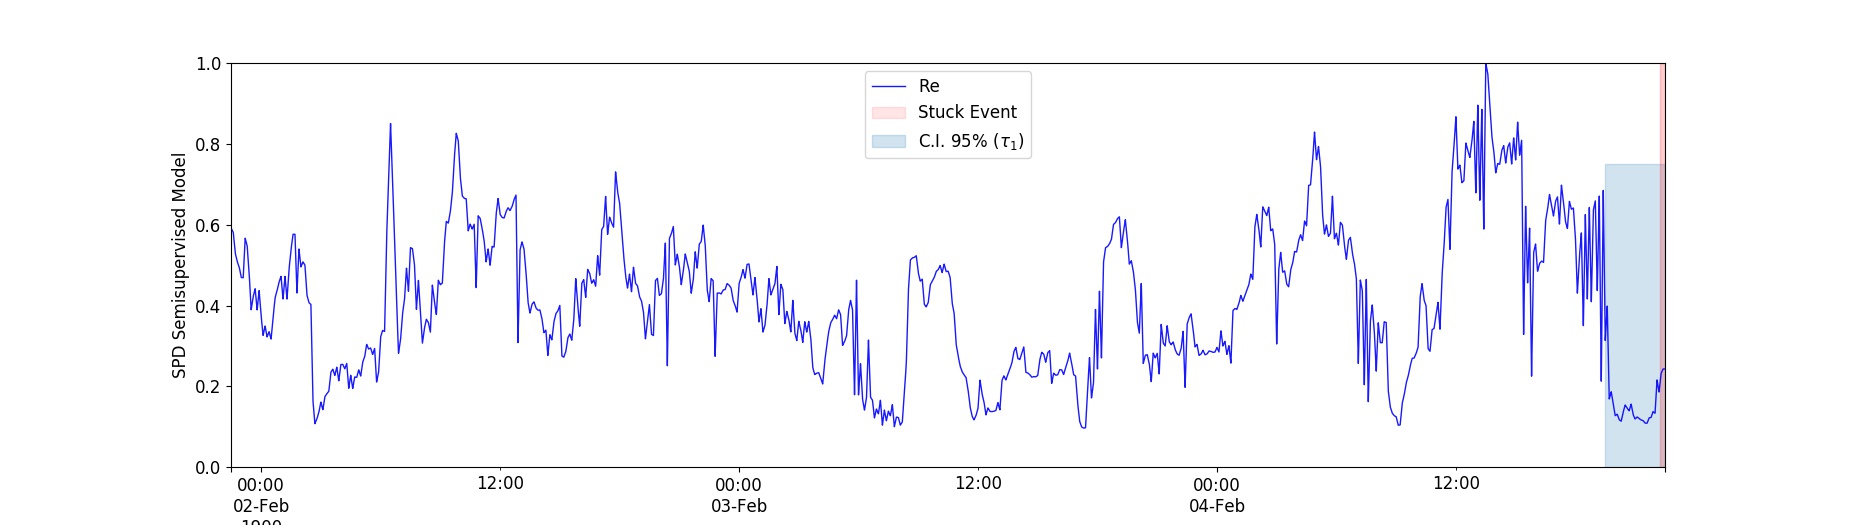 1.0
0.8
0.6
0.4
0.2
0.0
SPD Semisupervised Model
Re
Stuck Event
C.I. 95% (τ₁)
00:00
02-Feb
1900
12:00
00:00
03-Feb
12:00
00:00
04-Feb
12:00